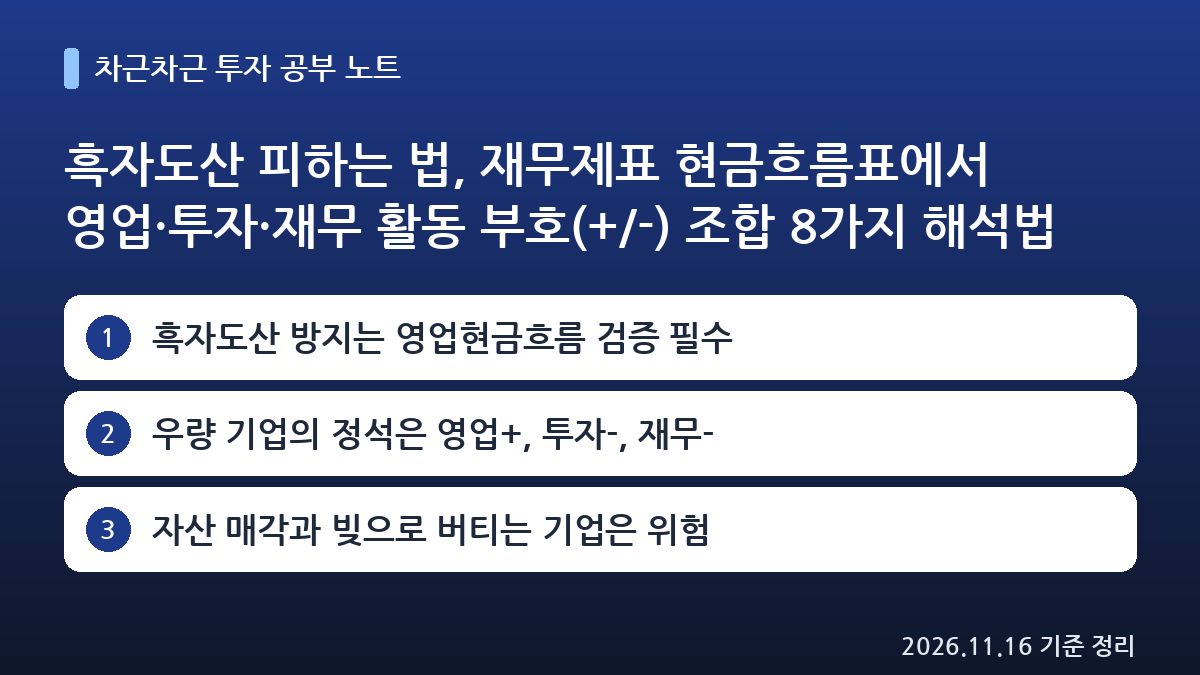 차근차근 투자 공부 노트
흑자도산 피하는 법, 재무제표 현금흐름표에서
영업·투자·재무 활동 부호(+/-) 조합 8가지 해석법
1 흑자도산 방지는 영업현금흐름 검증 필수
2 우량 기업의 정석은 영업+, 투자-, 재무-
3 자산 매각과 빚으로 버티는 기업은 위험
2026.11.16 기준 정리